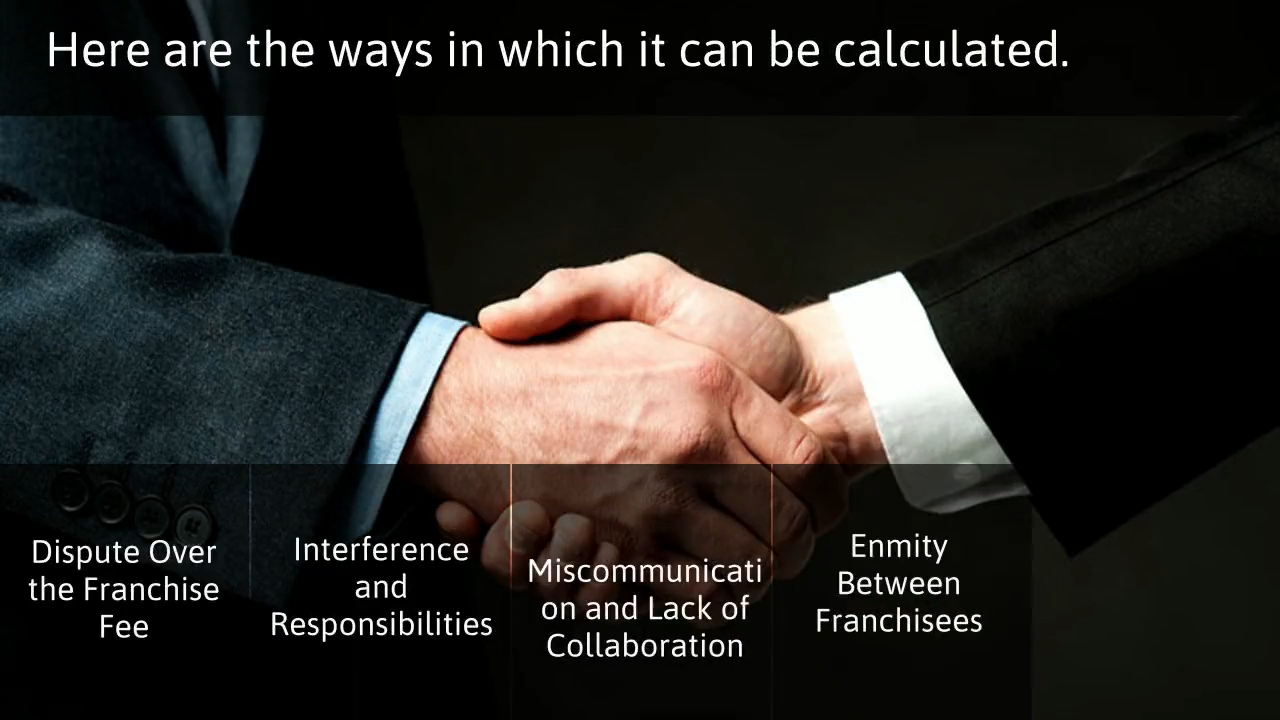 Here are the ways in which it can be calculated.
Dispute Over
the Franchise
Fee
Interference
and
Responsibilities
Miscommunicati
on and Lack of
Collaboration
Enmity
Between
Franchisees